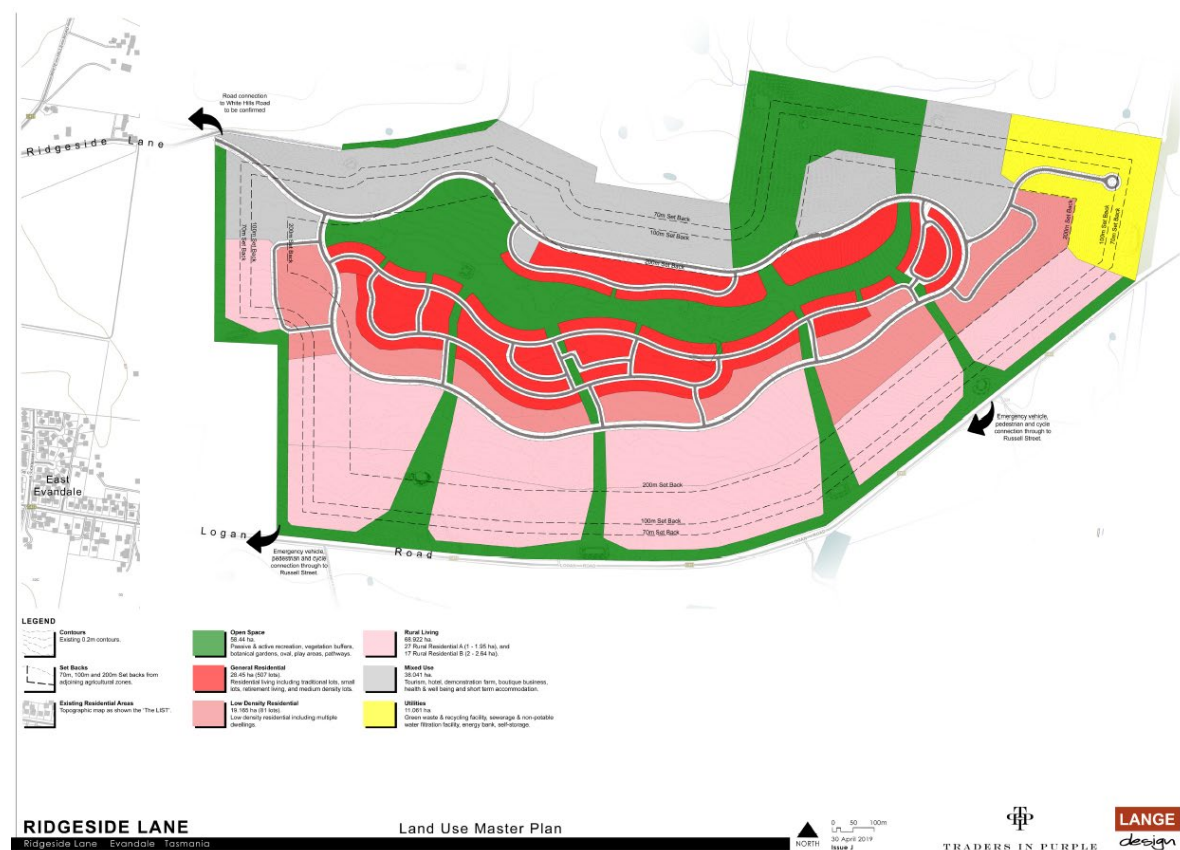 Road connection
to White Hills Road
to be confirmed
Ridgeside Lane
70m Set Back
100m Set Back
200m Set Back
70m Set Back
100m Set Back
200m Set Back
200m Set Back
100m Set Back
70m Set Back
East
Evandale
Emergency vehicle,
pedestrian and cycle
connection through to
Russell Street.
200m Set Back
100m Set Back
70m Set Back
Logan Road
Emergency vehicle,
pedestrian and cycle
connection through to
Russell Street.
LEGEND
Contours
Existing 0.2m contours.
Set Backs
70m, 100m and 200m Set backs from
adjoining agricultural zones.
Existing Residential Areas
Topographic map as shown the 'The LIST'.
Open Space
58.44 ha.
Passive & active recreation, vegetation buffers,
botanical gardens, oval, play areas, pathways.
General Residential
26.45 ha (507 lots).
Residential living including traditional lots, small
lots, retirement living, and medium density lots.
Low Density Residential
19.165 ha (81 lots).
Low density residential including multiple
dwellings.
Rural Living
68.922 ha.
27 Rural Residential A (1 - 1.95 ha), and
17 Rural Residential B (2 - 2.64 ha).
Mixed Use
38.041 ha.
Tourism, hotel, demonstration farm, boutique business,
health & well being and short term accommodation.
Utilities
11.061 ha
Green waste & recycling facility, sewerage & non-potable
water filtration facility, energy bank, self-storage.
RIDGESIDE LANE
Ridgeside Lane Evandale Tasmania
Land Use Master Plan
NORTH
0 50 100m
30 April 2019
Issue J
TRADERS IN PURPLE
LANGE
design